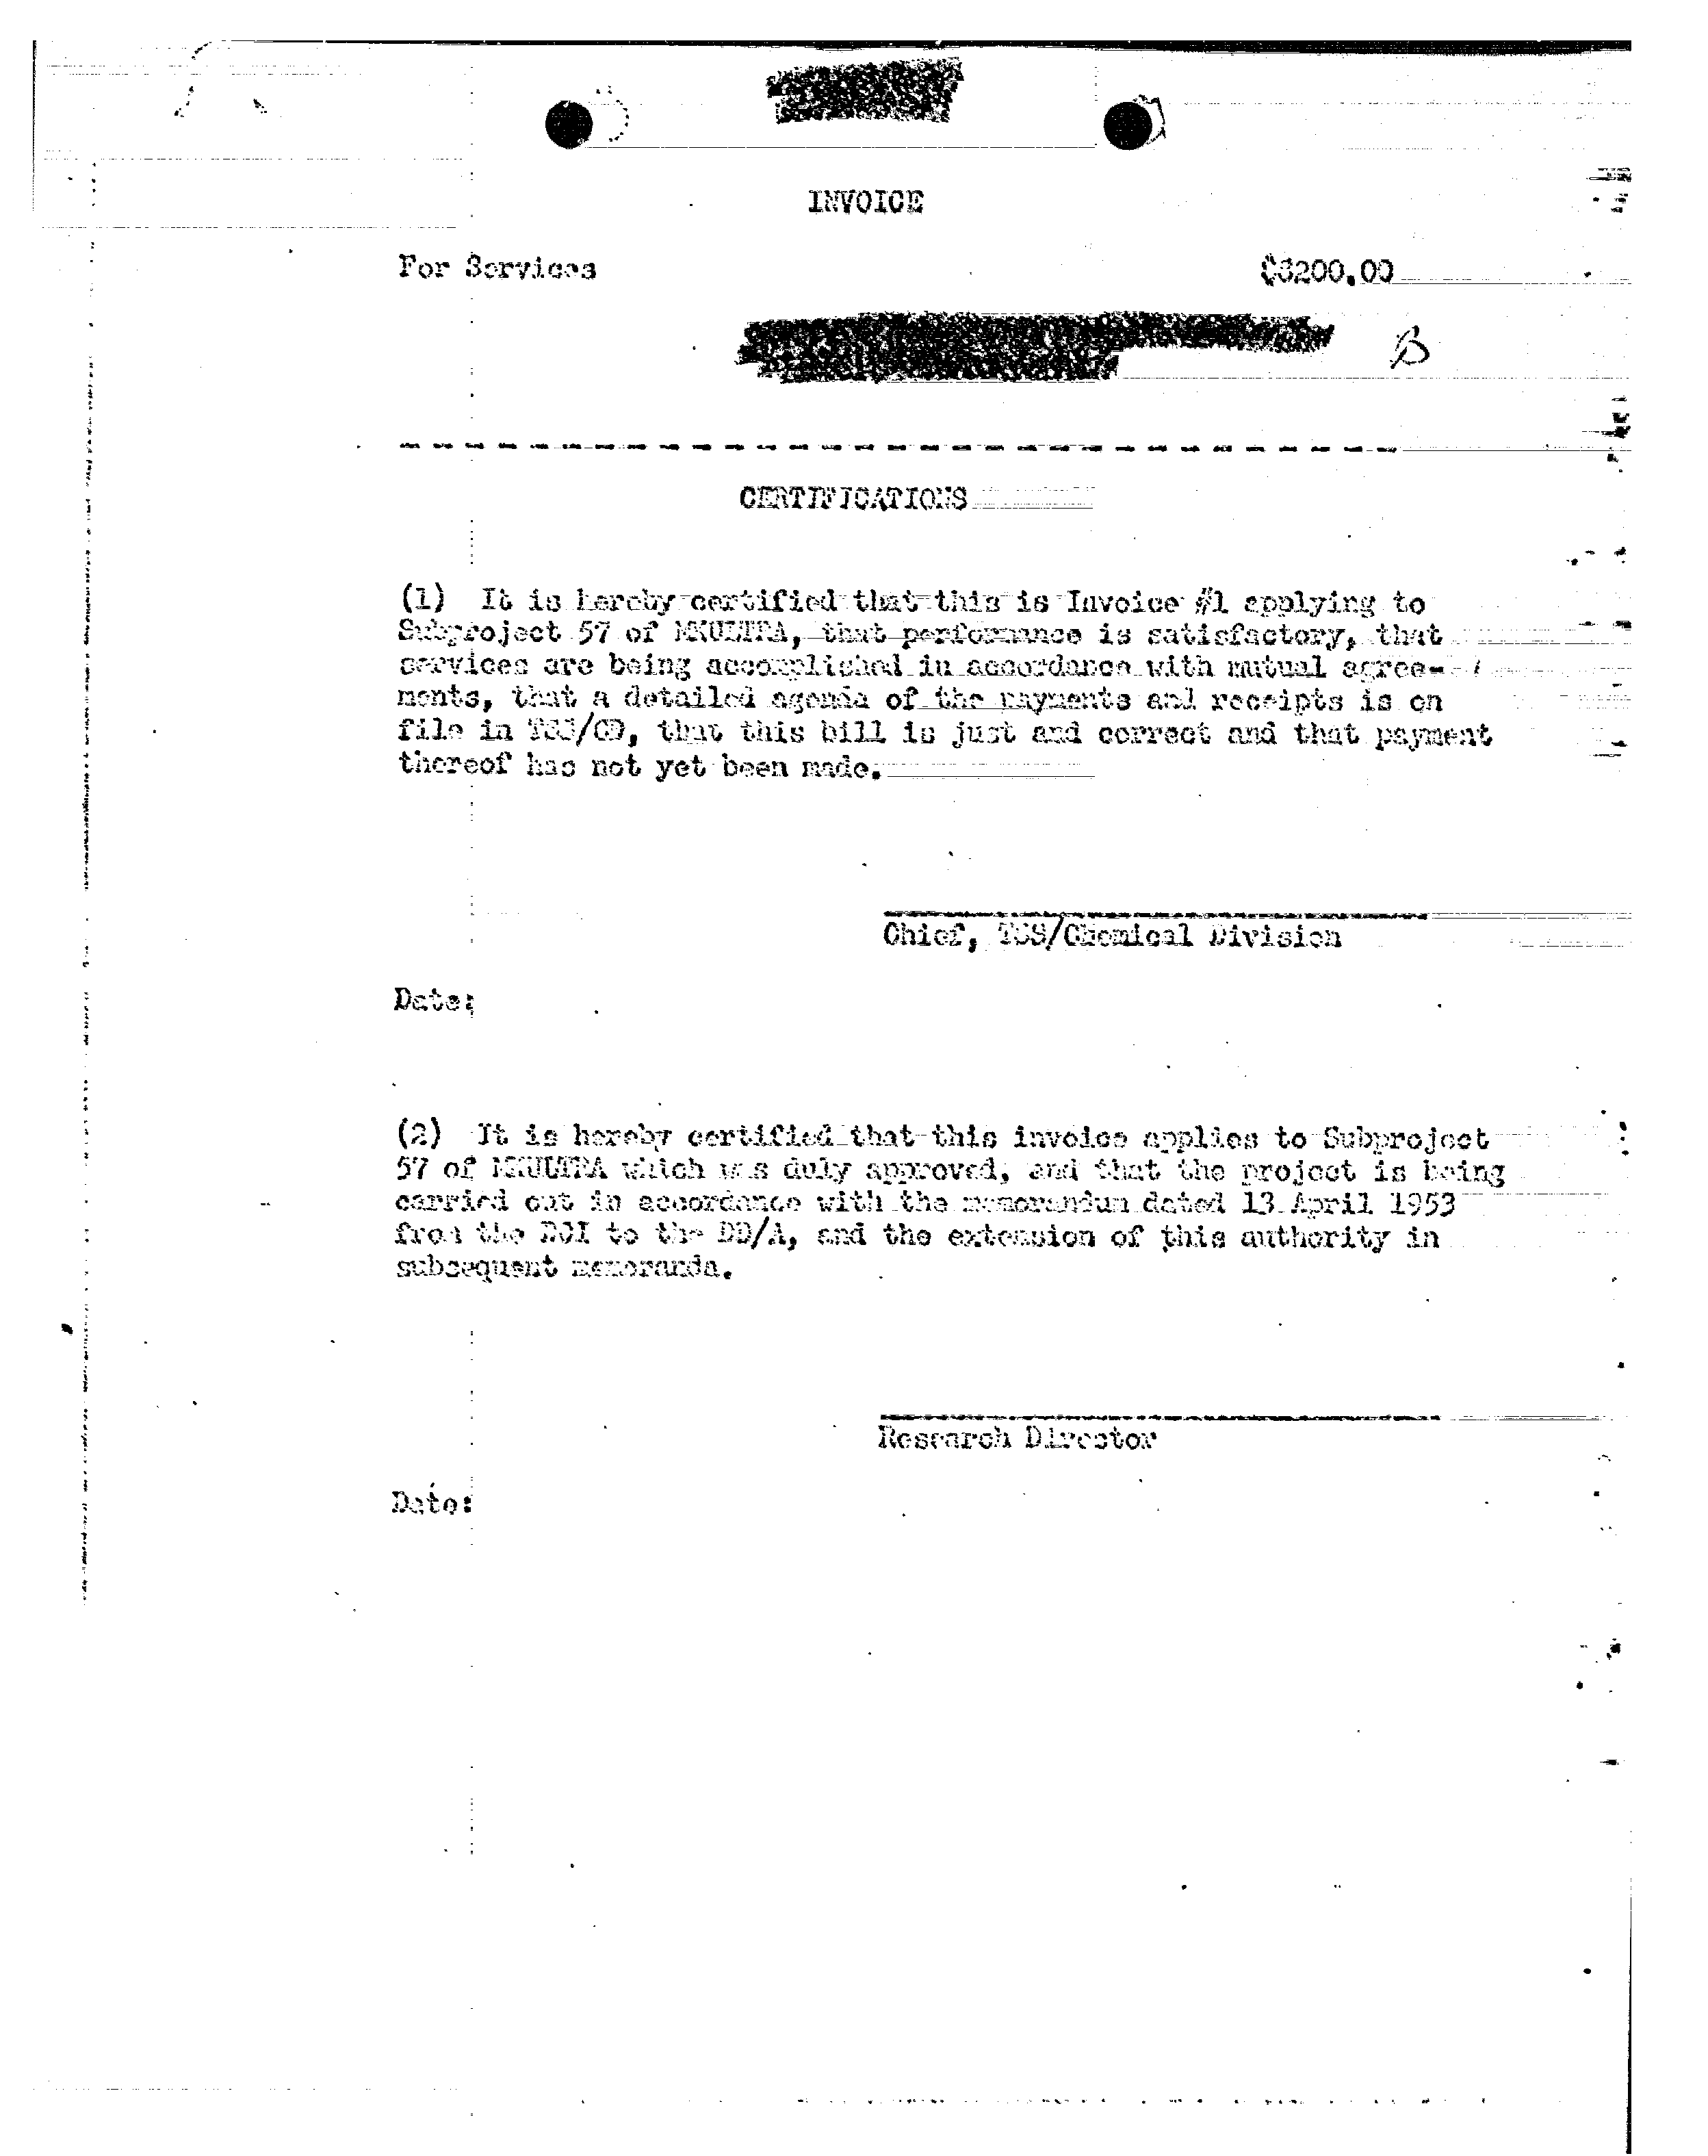 INVOICE
For Services $6200.00
B
CERTIFICATIONS
(1) It is hereby certified that this is Invoice #1 applying to
Subproject 57 of MKULTRA, that performance is satisfactory, that
services are being accomplished in accordance with mutual agree-
ments, that a detailed agenda of the payments and receipts is on
file in TSS/CD, that this bill is just and correct and that payment
thereof has not yet been made.
Chief, TSS/Chemical Division
Date:
(2) It is hereby certified that this invoice applies to Subproject
57 of MKULTRA which was duly approved, and that the project is being
carried out in accordance with the memorandum dated 13 April 1953
from the DCI to the DD/A, and the extension of this authority in
subsequent memoranda.
Research Director
Date: